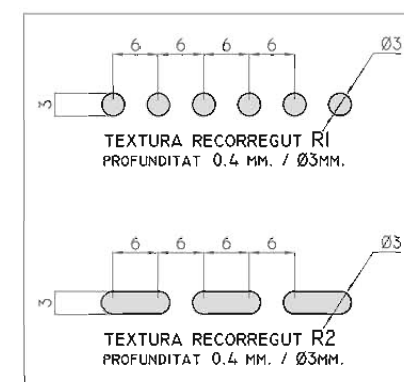 6 6 6 6 Ø3
3
TEXTURA RECORREGUT R1
PROFUNDITAT 0.4 MM. / Ø3MM.
6 6 6 6 Ø3
3
TEXTURA RECORREGUT R2
PROFUNDITAT 0.4 MM. / Ø3MM.